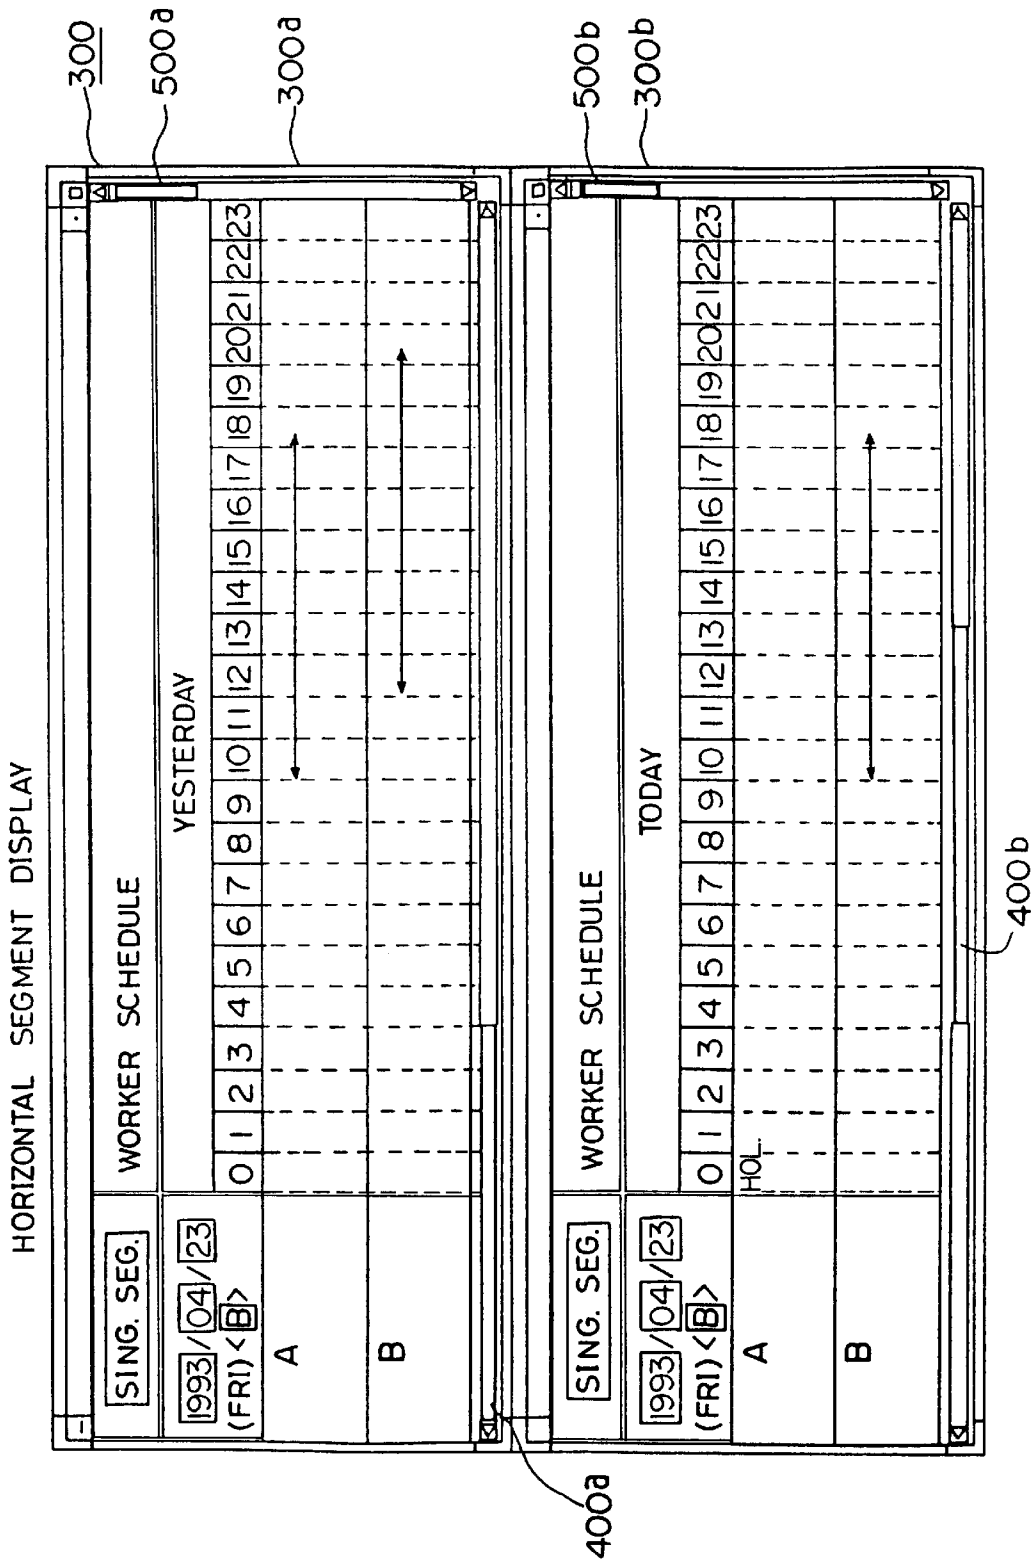 HORIZONTAL SEGMENT DISPLAY
300
500a
300a
SING. SEG.
WORKER SCHEDULE
1993/04/23
(FRI)<B>
YESTERDAY
0 1 2 3 4 5 6 7 8 9 10 11 12 13 14 15 16 17 18 19 20 21 22 23
A
B
400a
500b
300b
SING. SEG.
WORKER SCHEDULE
1993/04/23
(FRI)<B>
TODAY
0 1 2 3 4 5 6 7 8 9 10 11 12 13 14 15 16 17 18 19 20 21 22 23
A
HOL.
B
400b